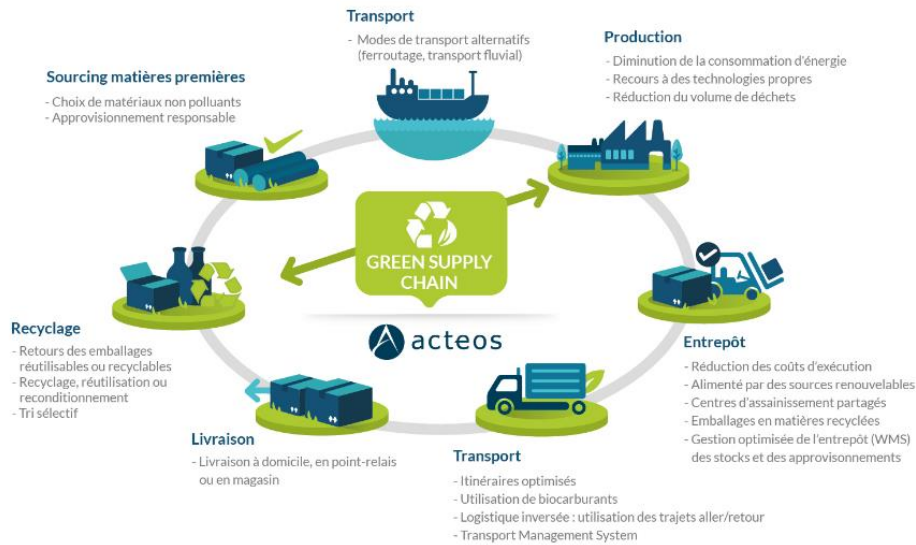 Transport
- Modes de transport alternatifs
(ferroutage, transport fluvial)
Production
- Diminution de la consommation d'énergie
- Recours à des technologies propres
- Réduction du volume de déchets
Sourcing matières premières
- Choix de matériaux non polluants
- Approvisionnement responsable
GREEN SUPPLY
CHAIN
acteos
Recyclage
- Retours des emballages
réutilisables ou recyclables
- Recyclage, réutilisation ou
reconditionnement
- Tri sélectif
Entrepôt
- Réduction des coûts d'exécution
- Alimenté par des sources renouvelables
- Centres d'assainissement partagés
- Emballages en matières recyclées
- Gestion optimisée de l'entrepôt (WMS)
des stocks et des approvisonnements
Livraison
- Livraison à domicile, en point-relais
ou en magasin
Transport
- Itinéraires optimisés
- Utilisation de biocarburants
- Logistique inversée : utilisation des trajets aller/retour
- Transport Management System